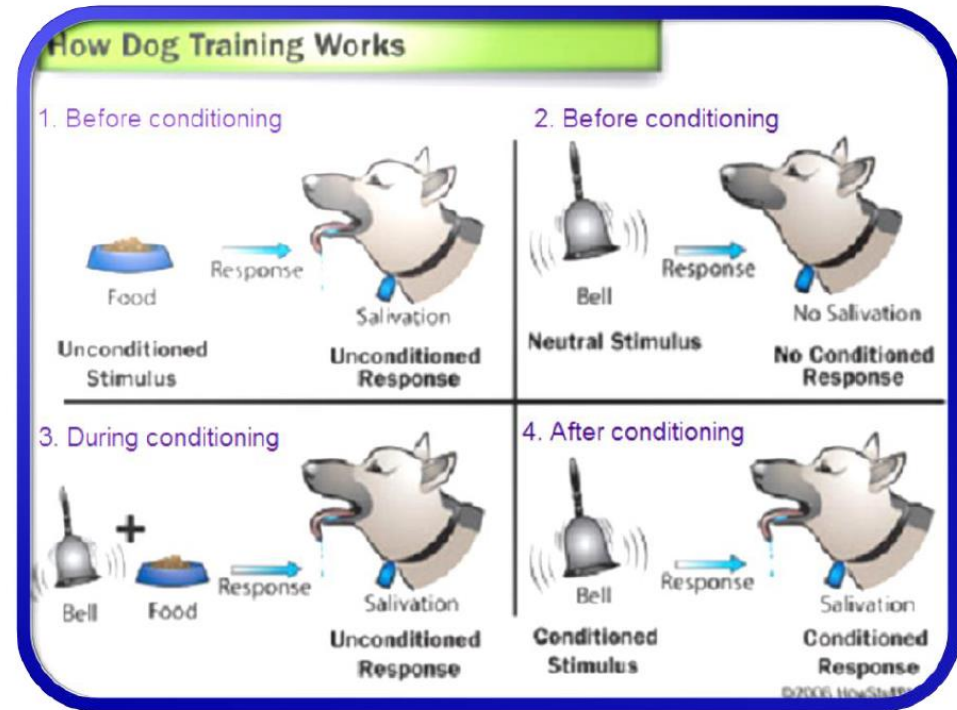 How Dog Training Works
1. Before conditioning
Response
Food
Salivation
Unconditioned
Stimulus
Unconditioned
Response
2. Before conditioning
Response
Bell
No Salivation
Neutral Stimulus
No Conditioned
Response
3. During conditioning
+
Response
Bell
Food
Salivation
Unconditioned
Response
4. After conditioning
Response
Bell
Salivation
Conditioned
Stimulus
Conditioned
Response
©2006